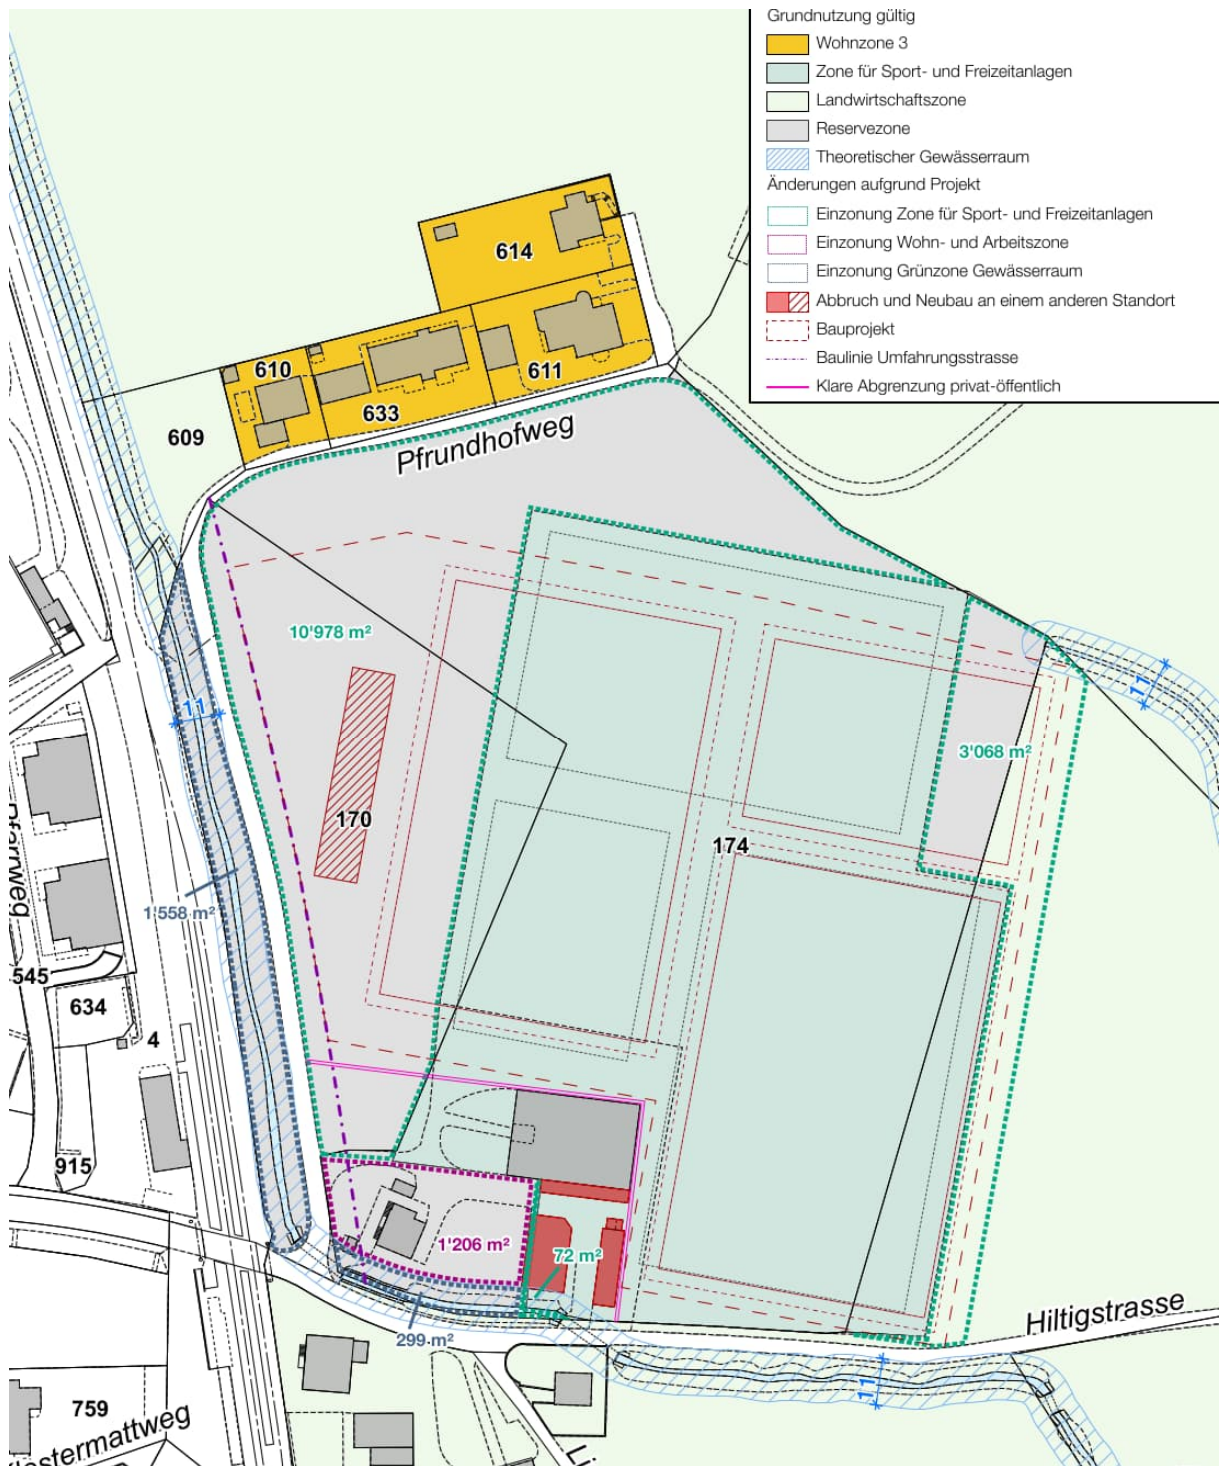 Grundnutzung gültig
Wohnzone 3
Zone für Sport- und Freizeitanlagen
Landwirtschaftszone
Reservezone
Theoretischer Gewässerraum
Änderungen aufgrund Projekt
Einzonung Zone für Sport- und Freizeitanlagen
Einzonung Wohn- und Arbeitszone
Einzonung Grünzone Gewässerraum
Abbruch und Neubau an einem anderen Standort
Bauprojekt
Baulinie Umfahrungsstrasse
Klare Abgrenzung privat-öffentlich
614
610
611
633
609
Pfrundhofweg
10'978 m²
11
11
3'068 m²
170
174
Pfarrweg
1'558 m²
545
634
4
915
1'206 m²
72 m²
299 m²
Hiltigstrasse
11
759
lostermattweg
Li